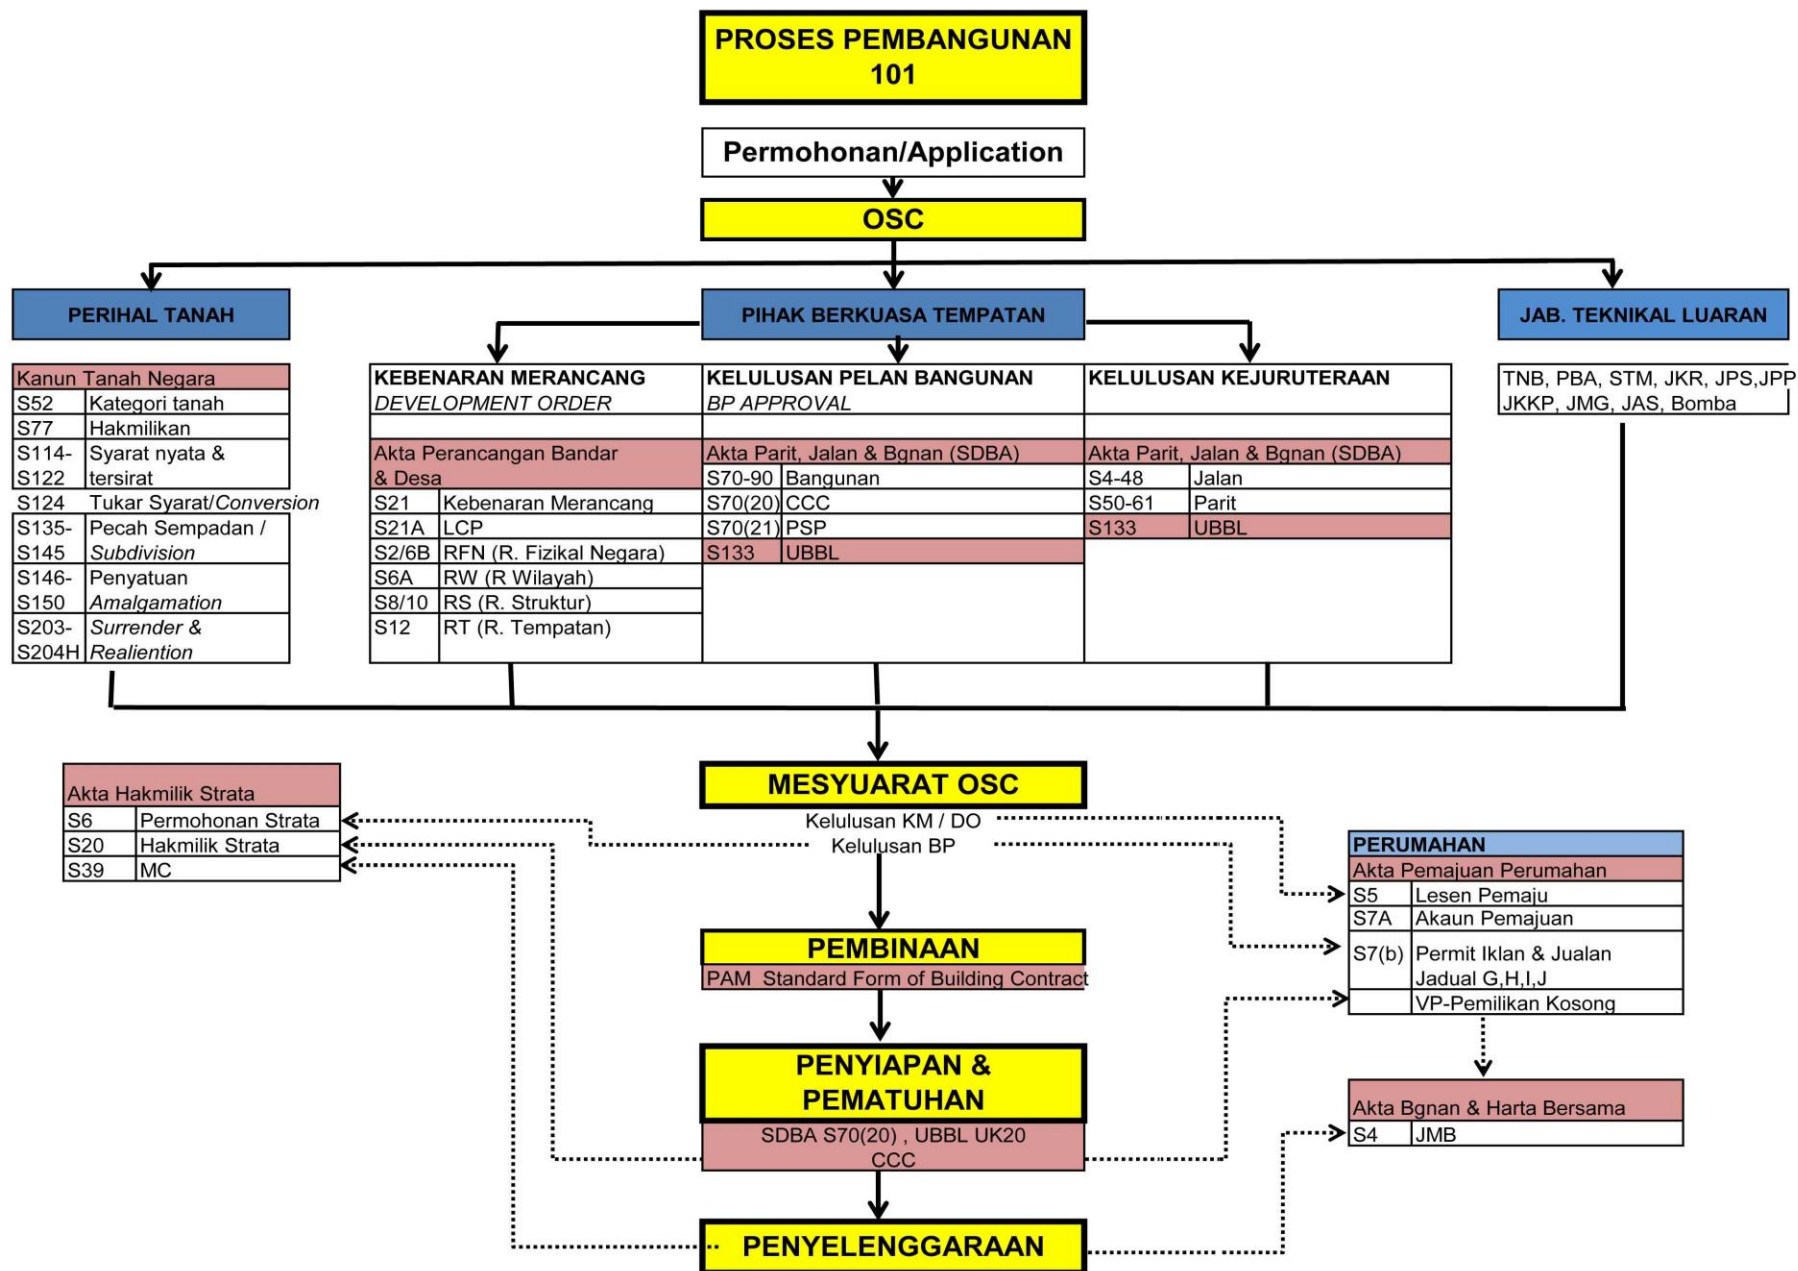 PROSES PEMBANGUNAN
101
Permohonan/Application
OSC
PERIHAL TANAH
PIHAK BERKUASA TEMPATAN
JAB. TEKNIKAL LUARAN
Kanun Tanah Negara
S52 Kategori tanah
S77 Hakmilikan
S114- Syarat nyata &
S122 tersirat
S124 Tukar Syarat/Conversion
S135- Pecah Sempadan /
S145 Subdivision
S146- Penyatuan
S150 Amalgamation
S203- Surrender &
S204H Realiention
KEBENARAN MERANCANG
DEVELOPMENT ORDER
Akta Perancangan Bandar
& Desa
S21 Kebenaran Merancang
S21A LCP
S2/6B RFN (R. Fizikal Negara)
S6A RW (R Wilayah)
S8/10 RS (R. Struktur)
S12 RT (R. Tempatan)
KELULUSAN PELAN BANGUNAN
BP APPROVAL
Akta Parit, Jalan & Bgnan (SDBA)
S70-90 Bangunan
S70(20) CCC
S70(21) PSP
S133 UBBL
KELULUSAN KEJURUTERAAN
Akta Parit, Jalan & Bgnan (SDBA)
S4-48 Jalan
S50-61 Parit
S133 UBBL
TNB, PBA, STM, JKR, JPS,JPP
JKKP, JMG, JAS, Bomba
MESYUARAT OSC
Kelulusan KM / DO
Kelulusan BP
Akta Hakmilik Strata
S6 Permohonan Strata
S20 Hakmilik Strata
S39 MC
PERUMAHAN
Akta Pemajuan Perumahan
S5 Lesen Pemaju
S7A Akaun Pemajuan
S7(b) Permit Iklan & Jualan
Jadual G,H,I,J
VP-Pemilikan Kosong
PEMBINAAN
PAM Standard Form of Building Contract
PENYIAPAN &
PEMATUHAN
SDBA S70(20) , UBBL UK20
CCC
Akta Bgnan & Harta Bersama
S4 JMB
PENYELENGGARAAN